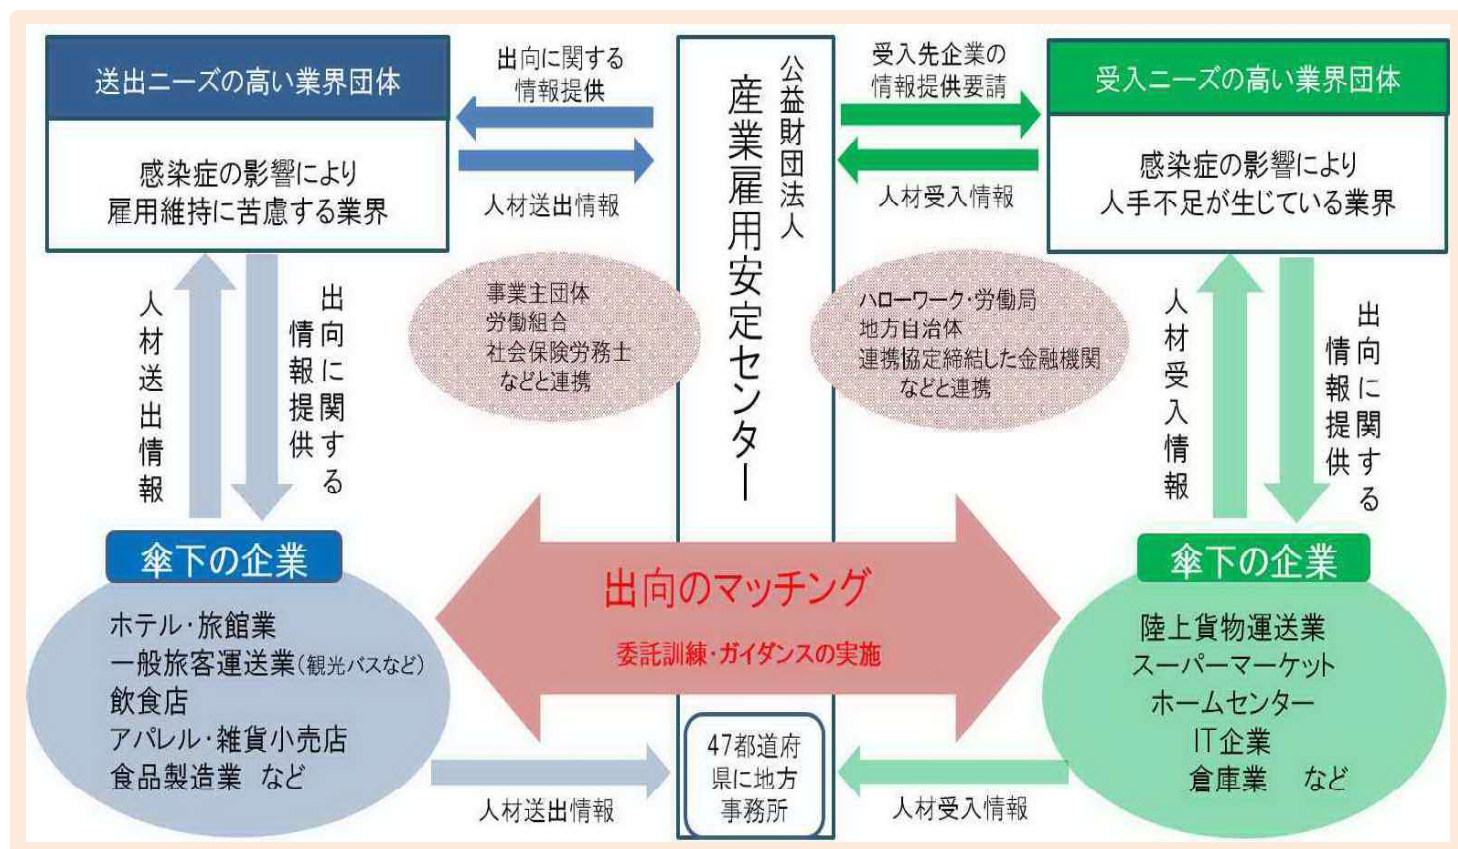 送出ニーズの高い業界団体
感染症の影響により
雇用維持に苦慮する業界
出向に関する
情報提供
人材送出情報
公益財団法人
産業雇用安定センター
受入先企業の
情報提供要請
人材受入情報
受入ニーズの高い業界団体
感染症の影響により
人手不足が生じている業界
事業主団体
労働組合
社会保険労務士
などと連携
ハローワーク・労働局
地方自治体
連携協定締結した金融機関
などと連携
人材送出情報
出向に関する
情報提供
人材受入情報
出向に関する
情報提供
出向のマッチング
委託訓練・ガイダンスの実施
傘下の企業
ホテル・旅館業
一般旅客運送業(観光バスなど)
飲食店
アパレル・雑貨小売店
食品製造業 など
人材送出情報
47都道府
県に地方
事務所
人材受入情報
傘下の企業
陸上貨物運送業
スーパーマーケット
ホームセンター
IT企業
倉庫業 など